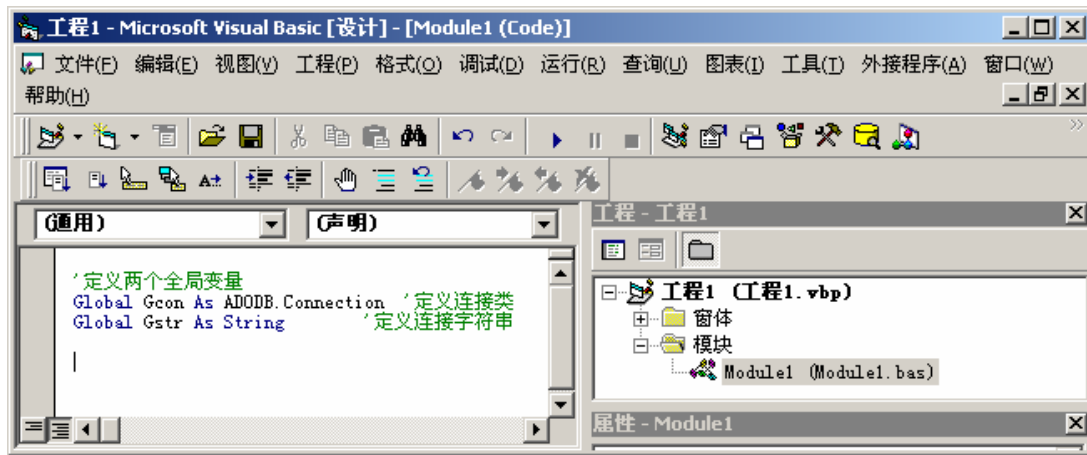 工程1 - Microsoft Visual Basic [设计] - [Module1 (Code)]
文件(F) 编辑(E) 视图(V) 工程(P) 格式(O) 调试(D) 运行(R) 查询(U) 图表(I) 工具(T) 外接程序(A) 窗口(W)
帮助(H)
(通用) (声明)
工程 - 工程1
'定义两个全局变量
Global Gcon As ADODB.Connection '定义连接类
Global Gstr As String '定义连接字符串
工程1 (工程1.vbp)
窗体
模块
Module1 (Module1.bas)
属性 - Module1